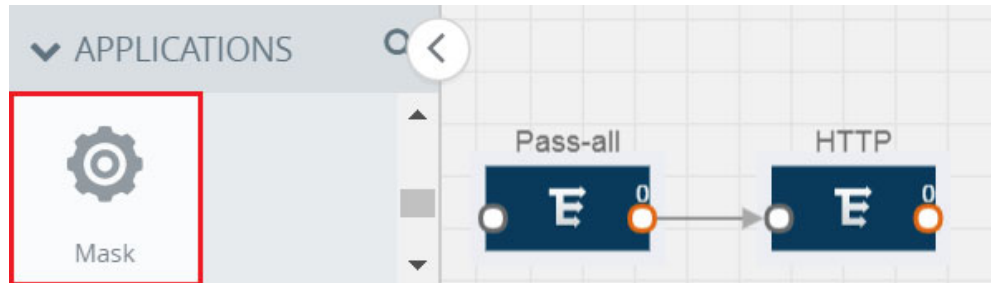 APPLICATIONS
Mask
Pass-all
HTTP
0
0